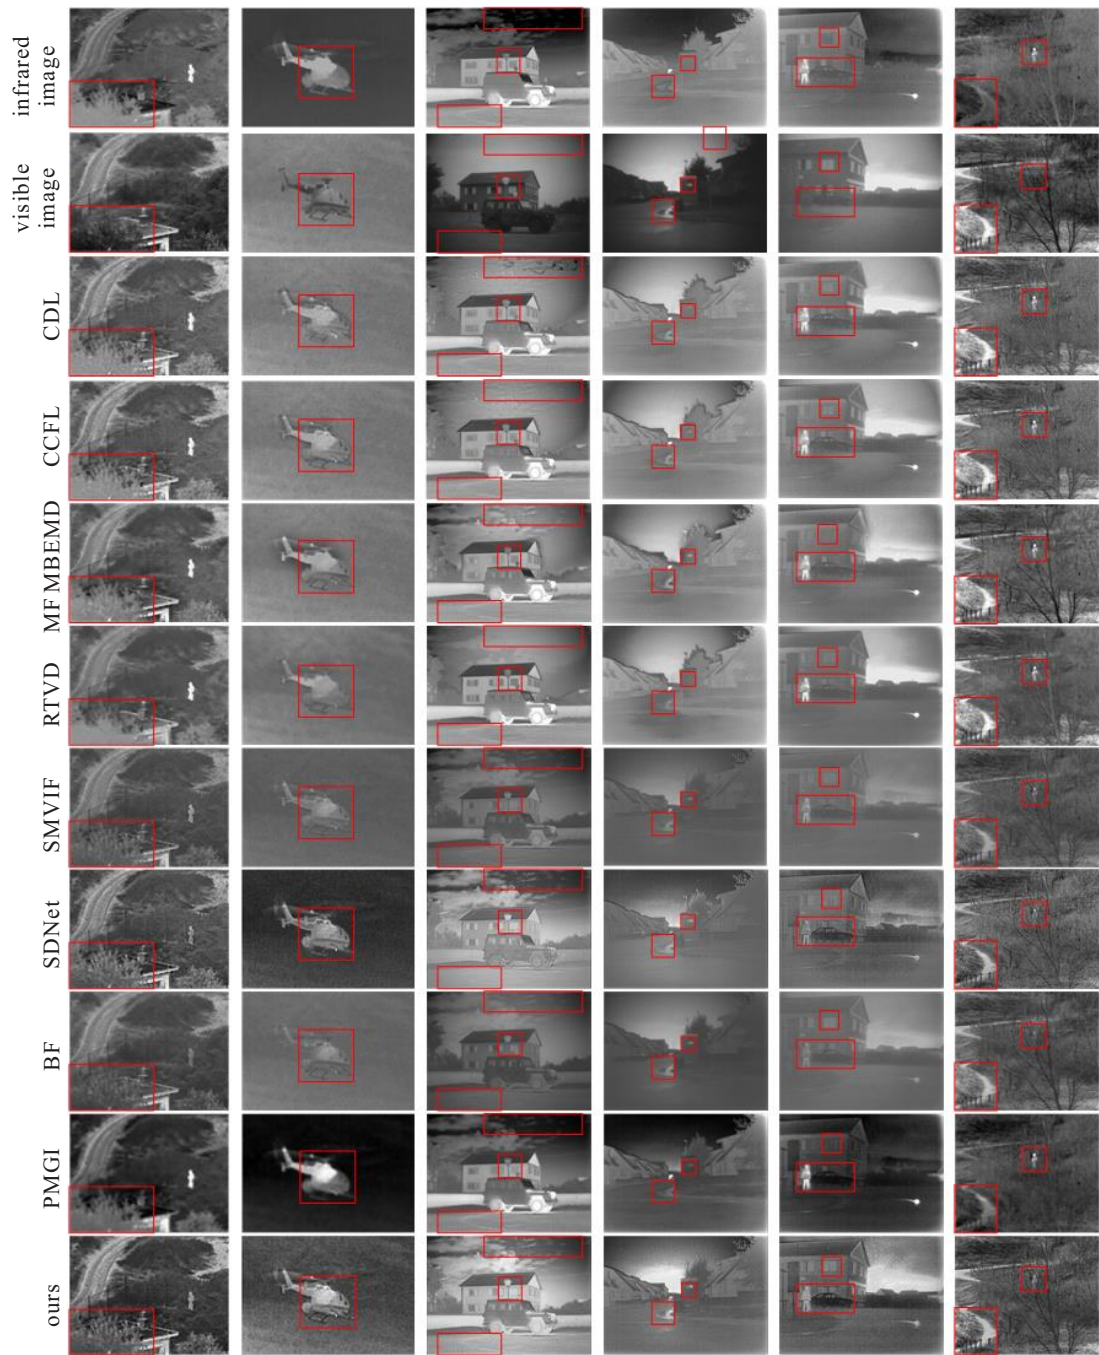 infrared
image
visible
image
CDL
CCFL
MF MBEMD
RTVD
SMVIF
SDNet
BF
PMGI
ours